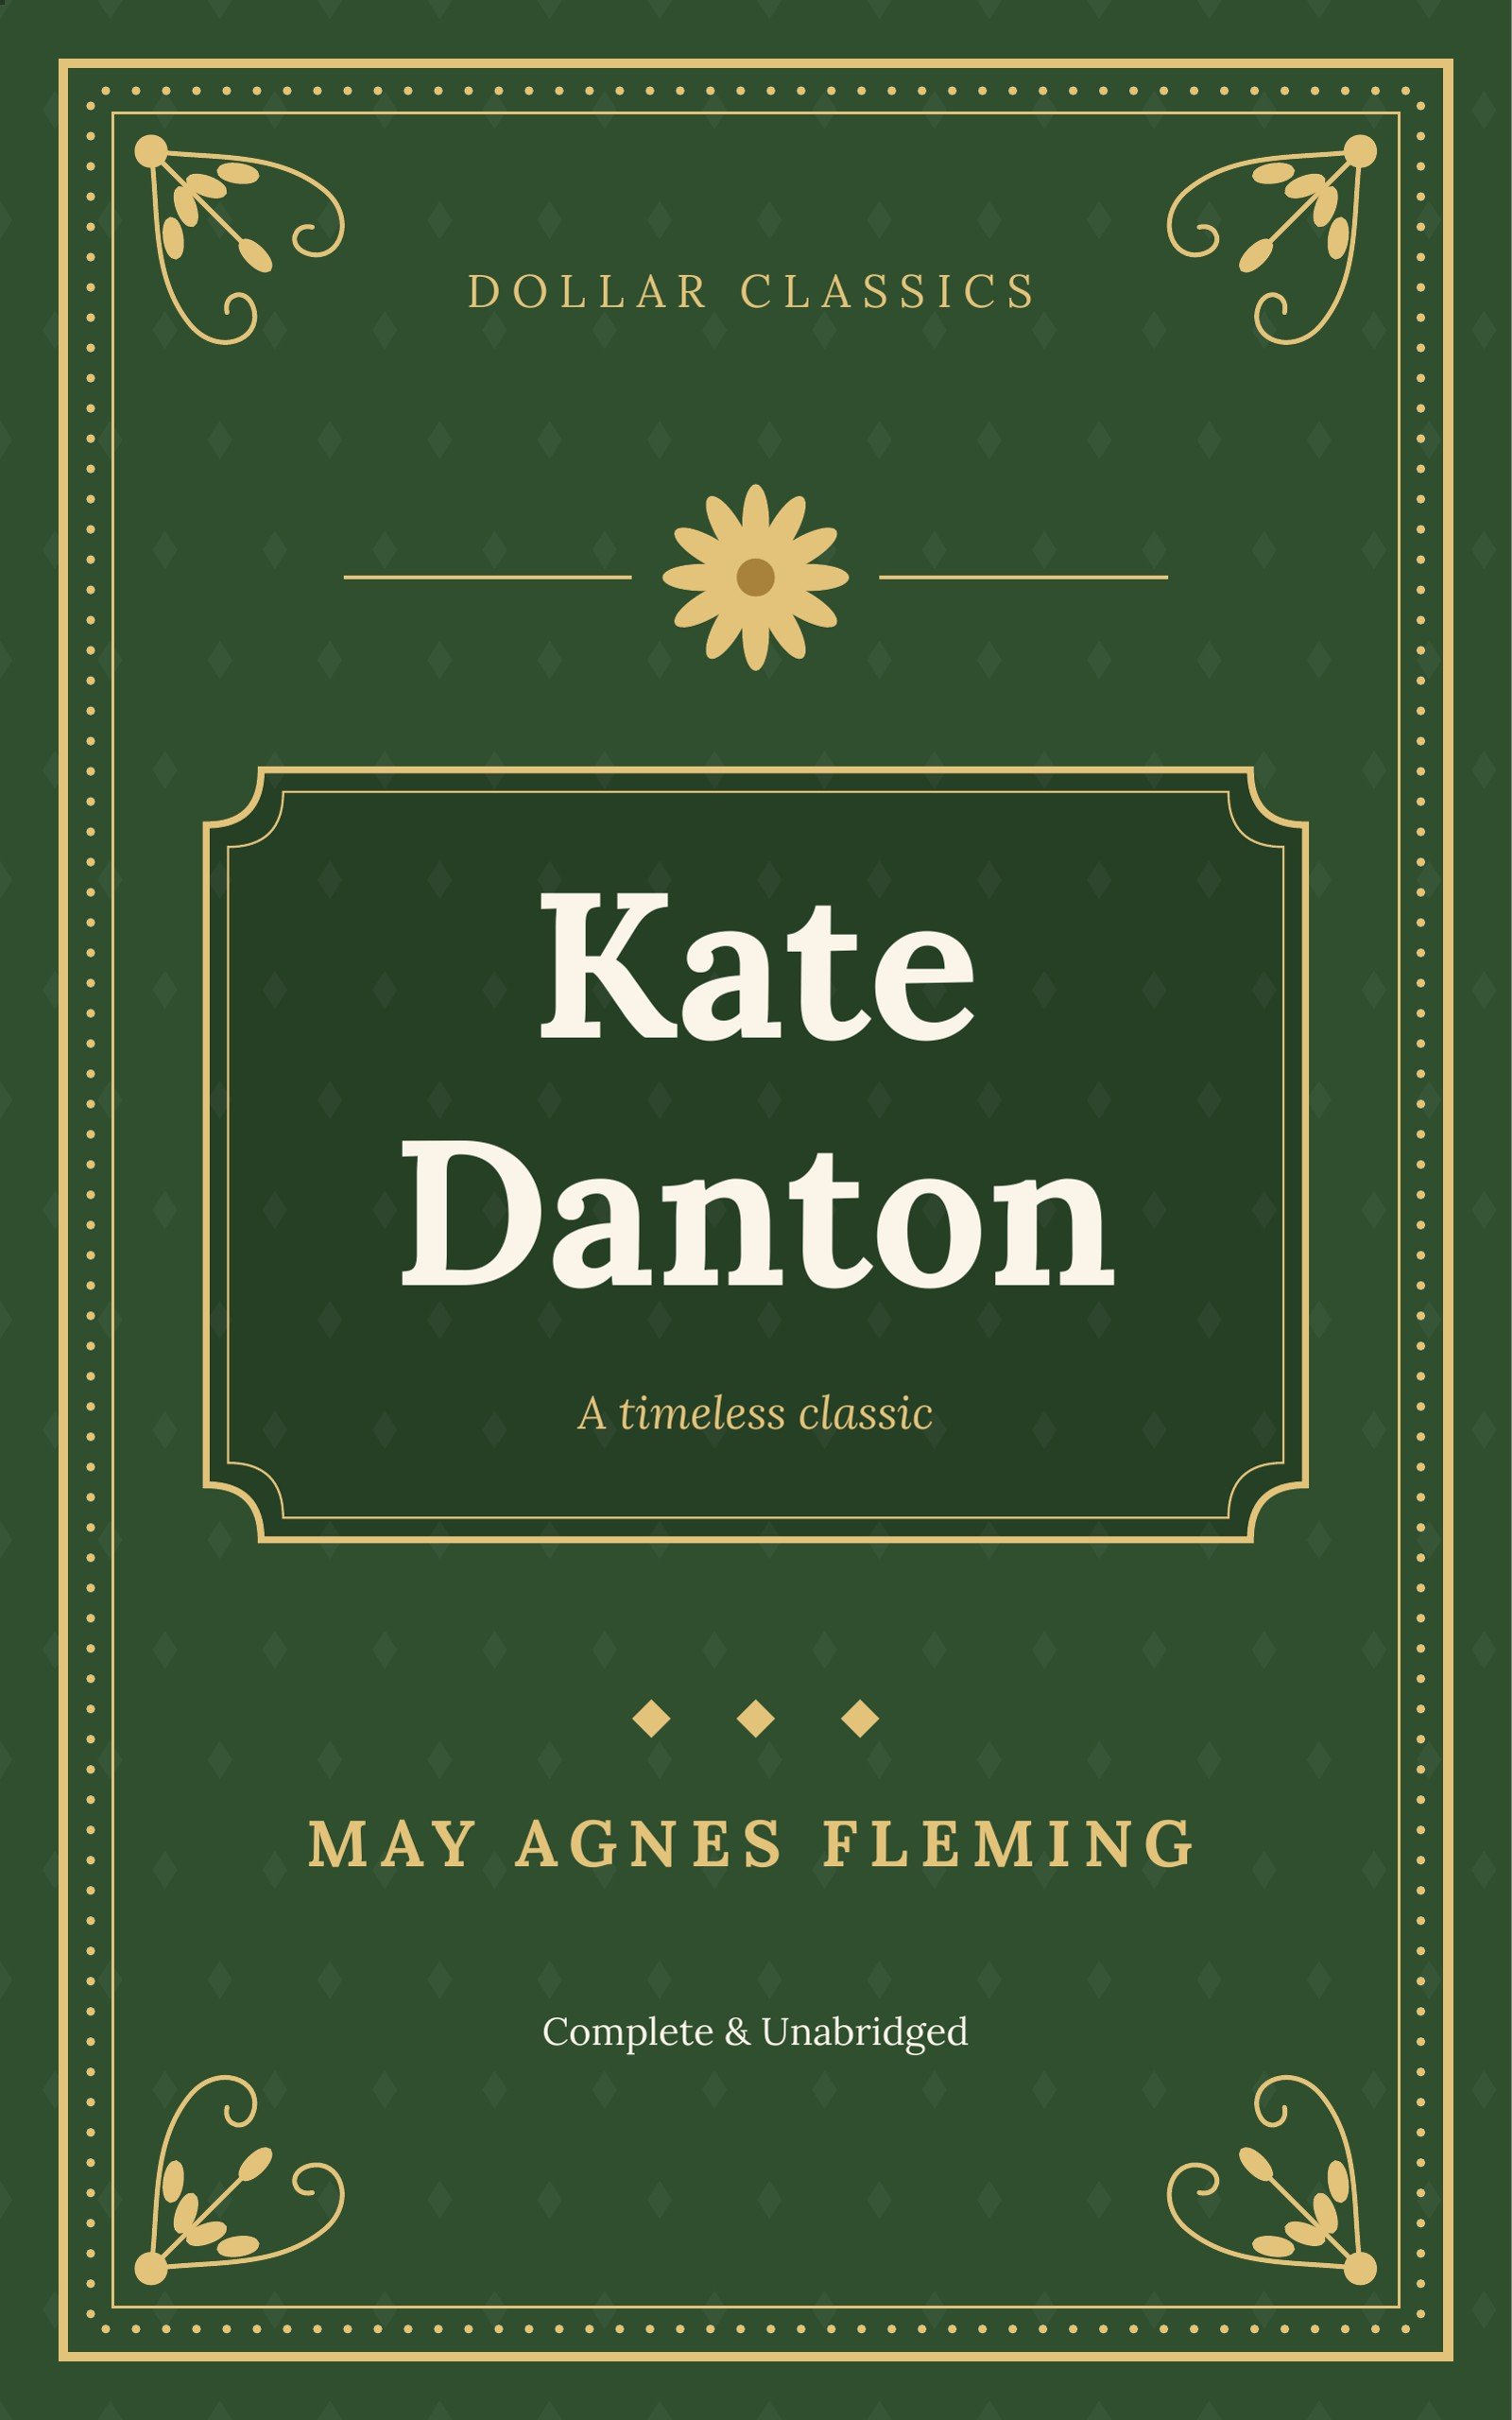 DOLLAR CLASSICS
Kate
Danton
A timeless classic
MAY AGNES FLEMING
Complete & Unabridged